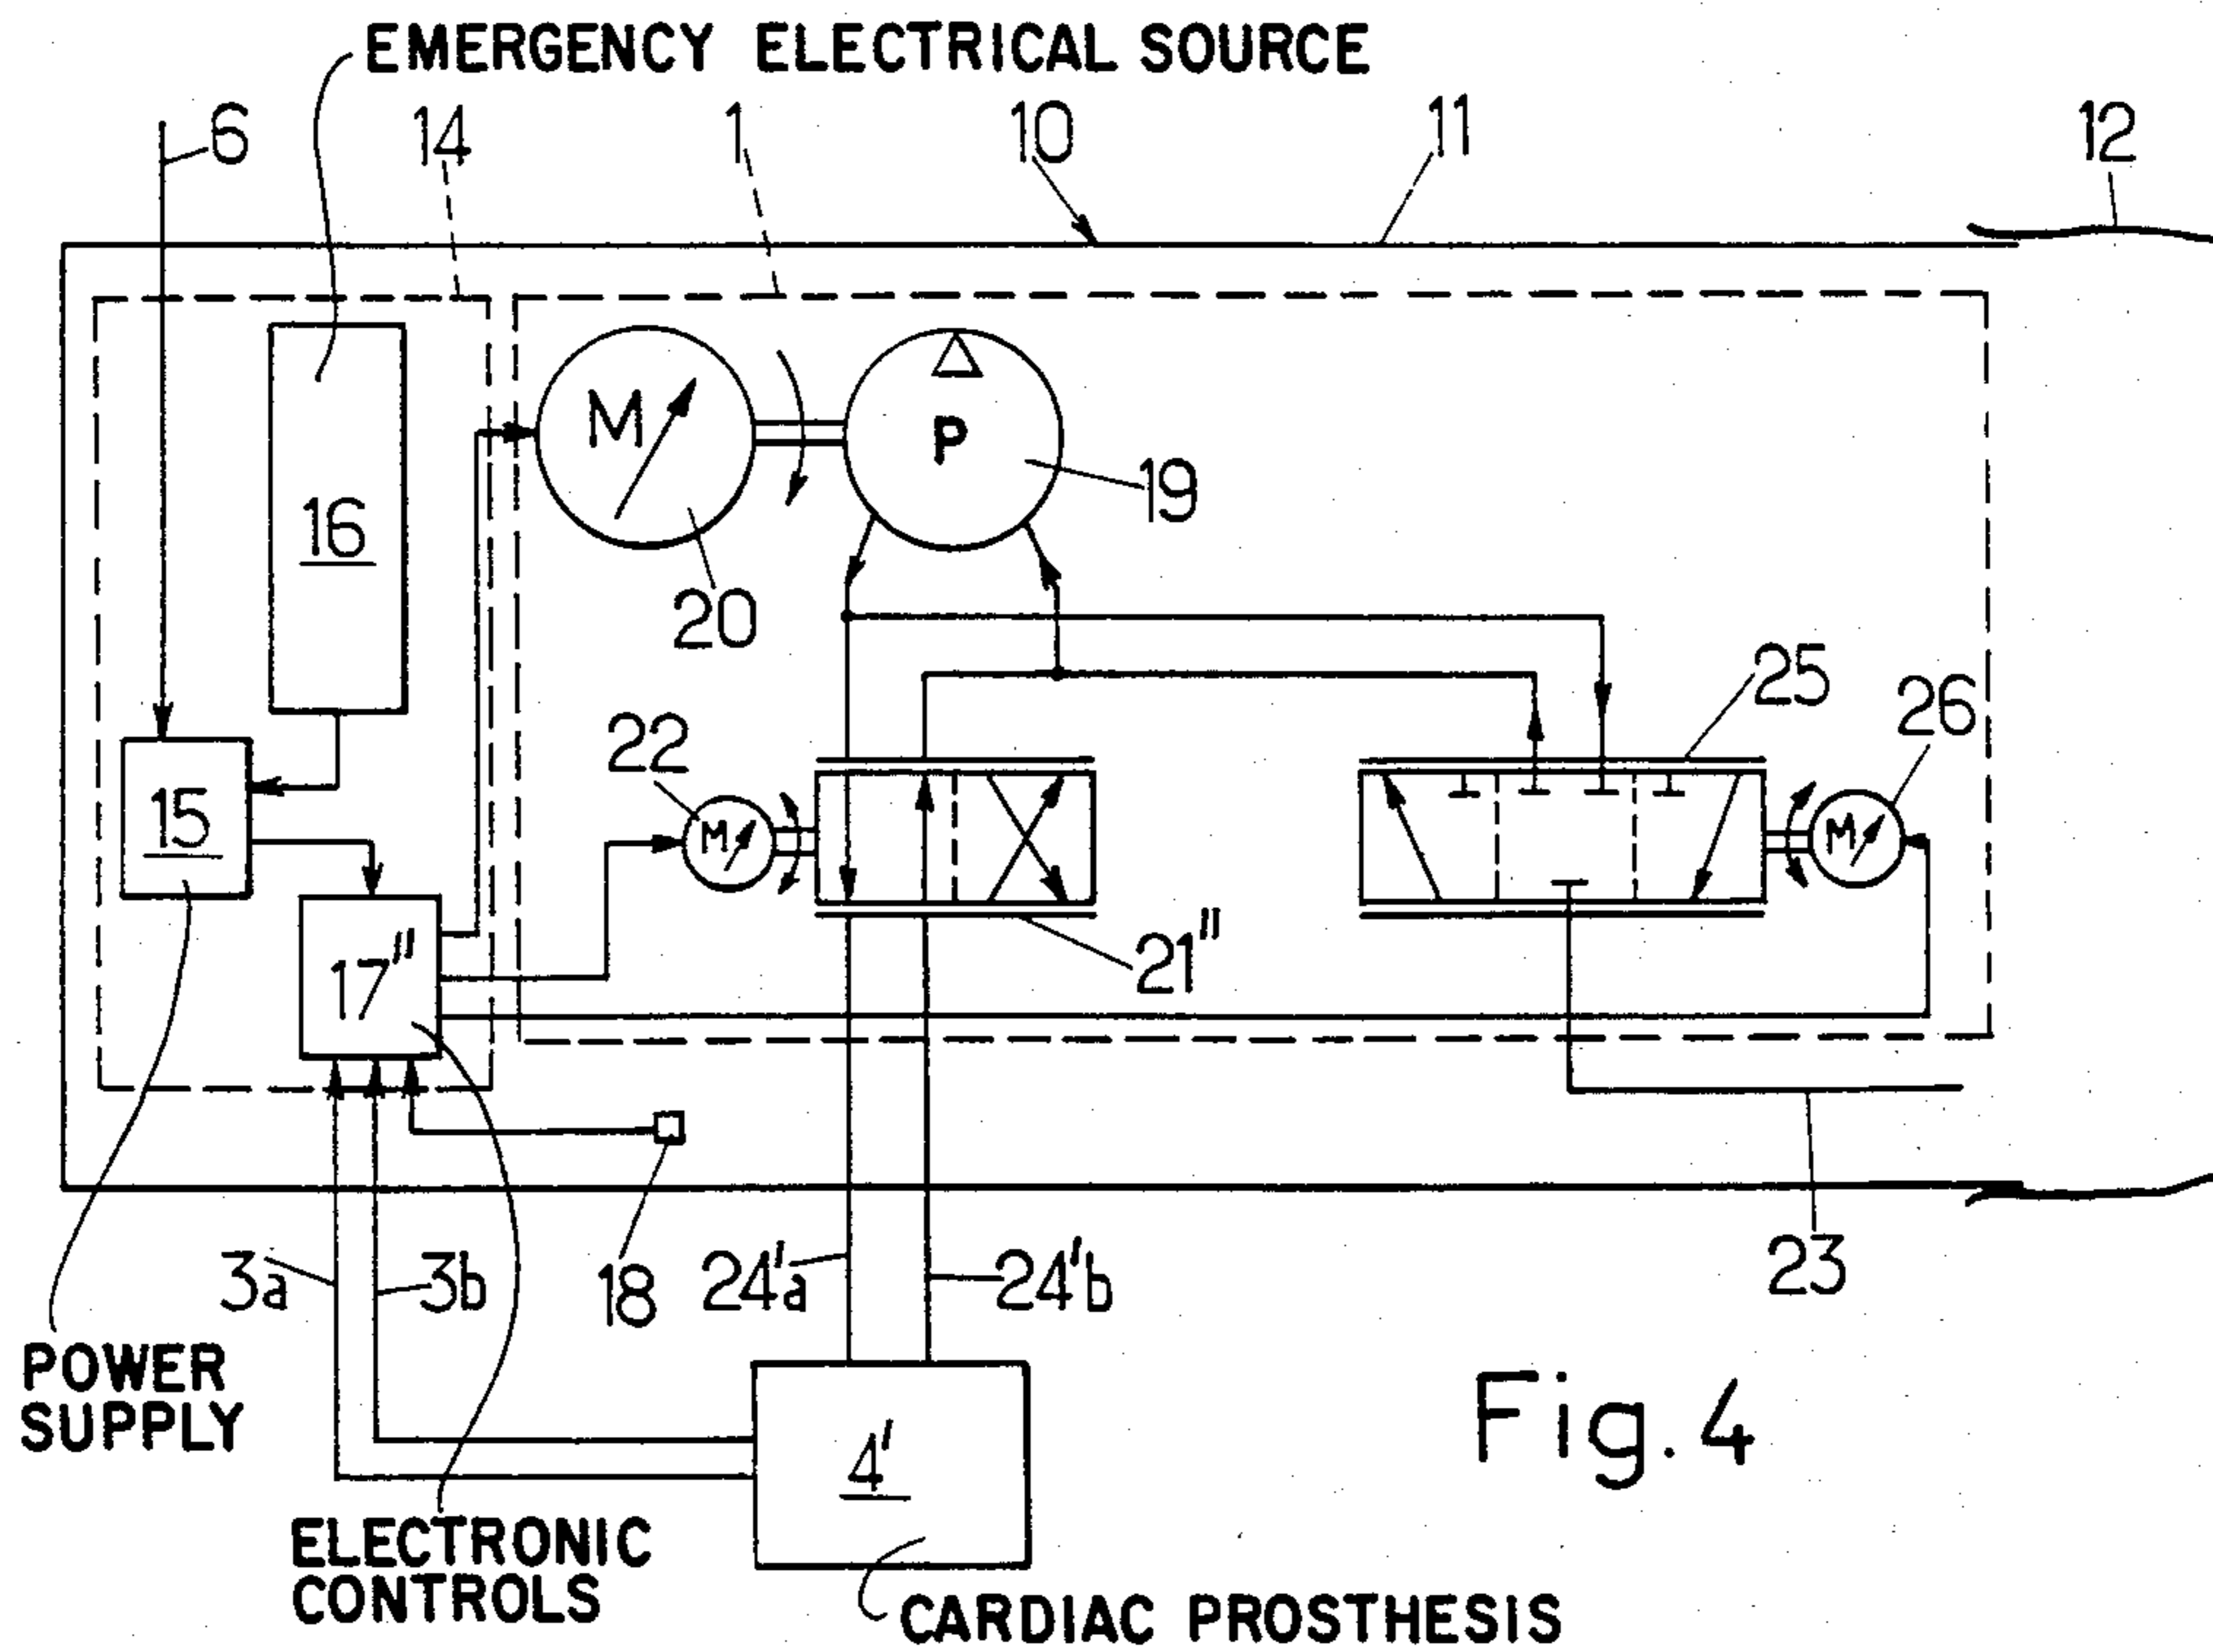 EMERGENCY ELECTRICAL SOURCE
6
14
1
10
11
12
M
P
16
19
20
25
26
22
15
M
M
17"
21"
3a
3b
18
24'a
24'b
23
POWER
SUPPLY
4'
Fig. 4
ELECTRONIC
CONTROLS
CARDIAC PROSTHESIS